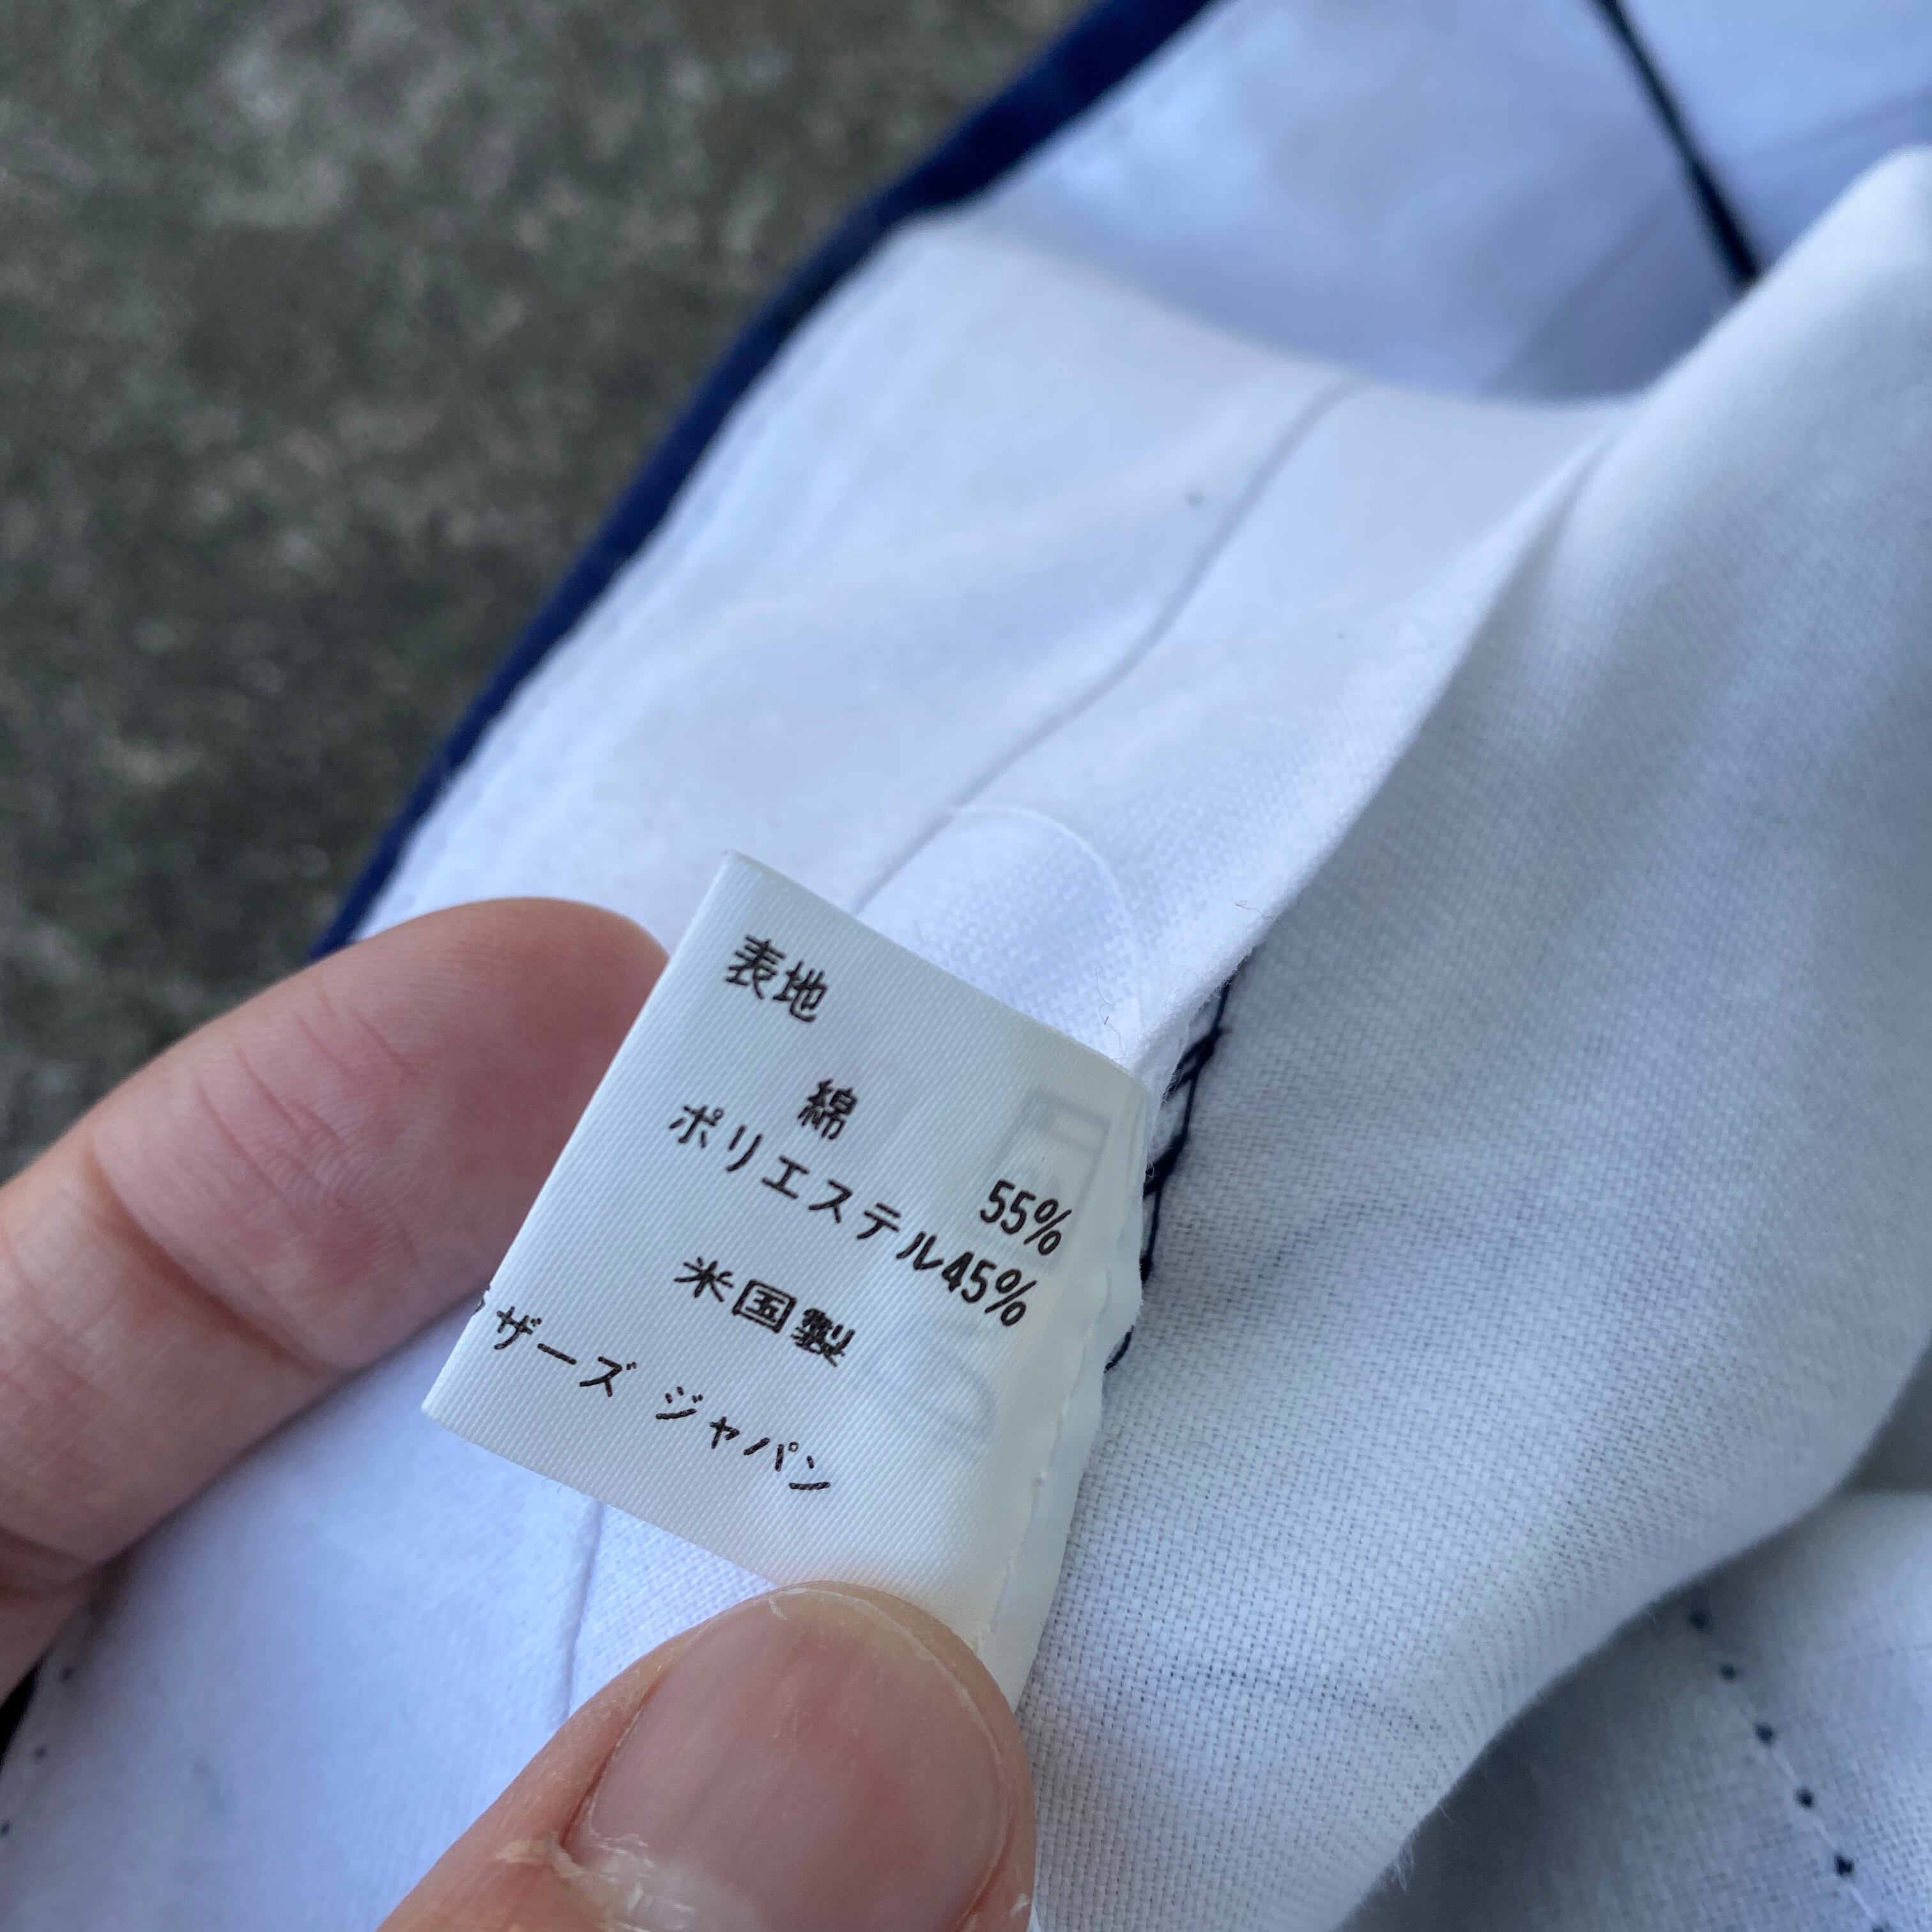 表地
綿 55%
ポリエステル45%
米国製
ザーズ ジャパン